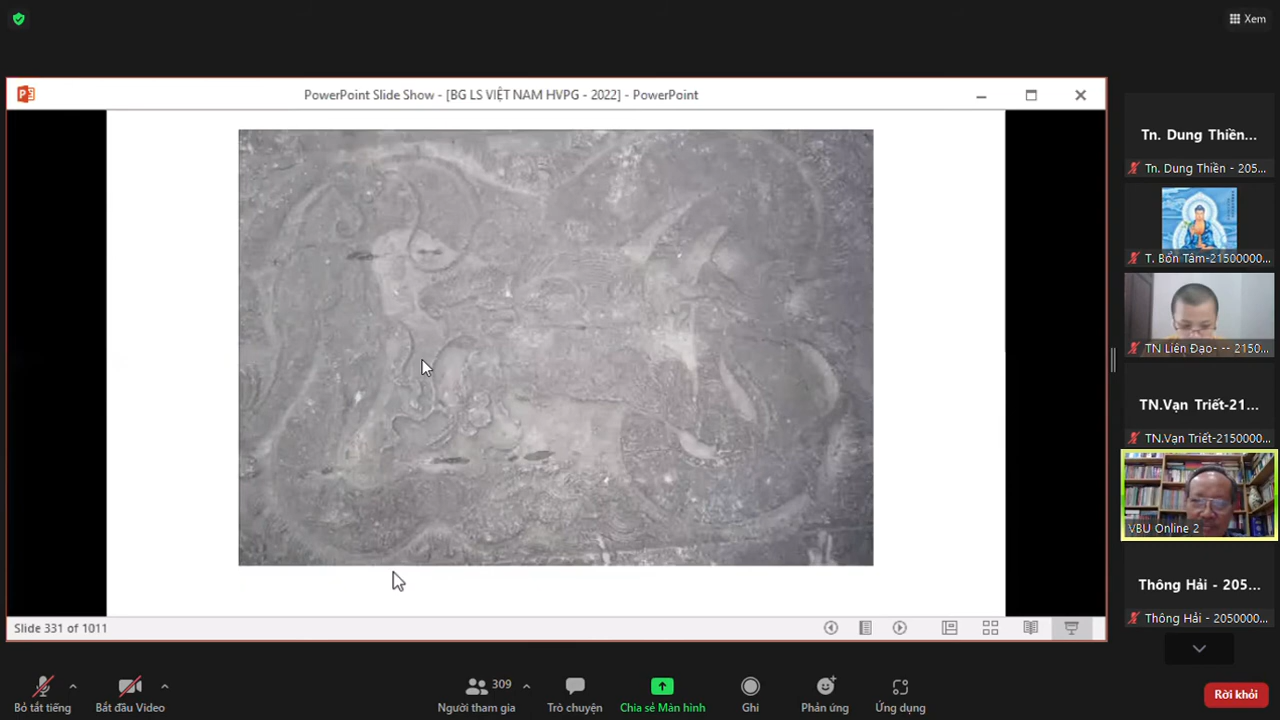 Xem
PowerPoint Slide Show - [BG LS VIỆT NAM HVPG - 2022] - PowerPoint
Tn. Dung Thiền...
Tn. Dung Thiền - 205...
T. Bổn Tâm-21500000...
TN Liên Đạo- -- 2150...
TN.Vạn Triết-21...
TN.Vạn Triết-2150000...
VBU Online 2
Thông Hải - 205...
Thông Hải - 2050000...
Slide 331 of 1011
Bỏ tắt tiếng
Bắt đầu Video
309
Người tham gia
Trò chuyện
Chia sẻ Màn hình
Ghi
Phản ứng
Ứng dụng
Rời khỏi